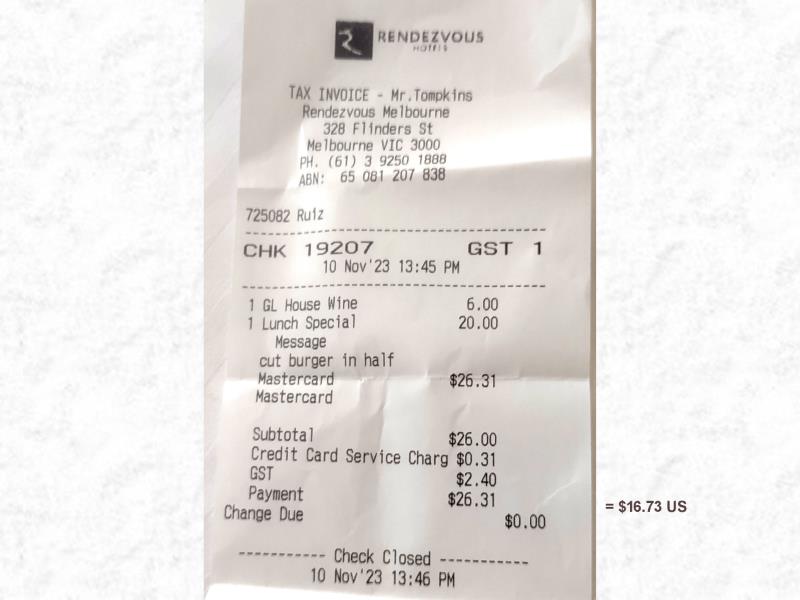 RENDEZVOUS
HOTELS
TAX INVOICE - Mr.Tompkins
Rendezvous Melbourne
328 Flinders St
Melbourne VIC 3000
PH. (61) 3 9250 1888
ABN: 65 081 207 838
725082 Ruiz
CHK 19207 GST 1
10 Nov'23 13:45 PM
1 GL House Wine 6.00
1 Lunch Special 20.00
Message
cut burger in half
Mastercard $26.31
Mastercard
Subtotal $26.00
Credit Card Service Charg $0.31
GST $2.40
Payment $26.31
Change Due $0.00
= $16.73 US
----------- Check Closed -----------
10 Nov'23 13:46 PM